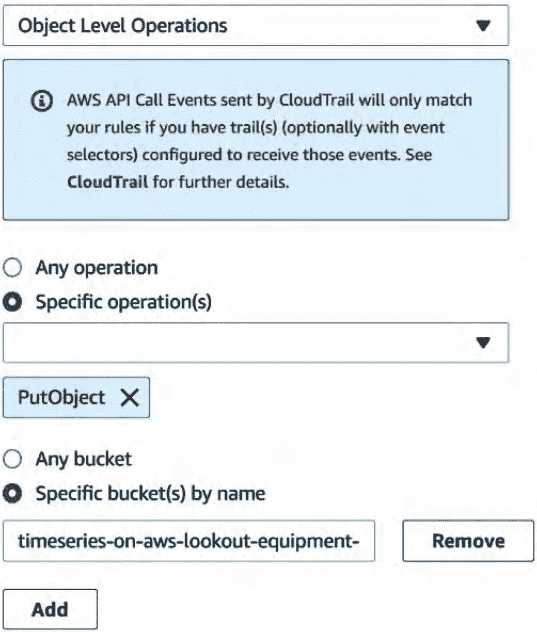 Object Level Operations
AWS API Call Events sent by CloudTrail will only match
your rules if you have trail(s) (optionally with event
selectors) configured to receive those events. See
CloudTrail for further details.
Any operation
Specific operation(s)
PutObject
Any bucket
Specific bucket(s) by name
timeseries-on-aws-lookout-equipment-
Remove
Add